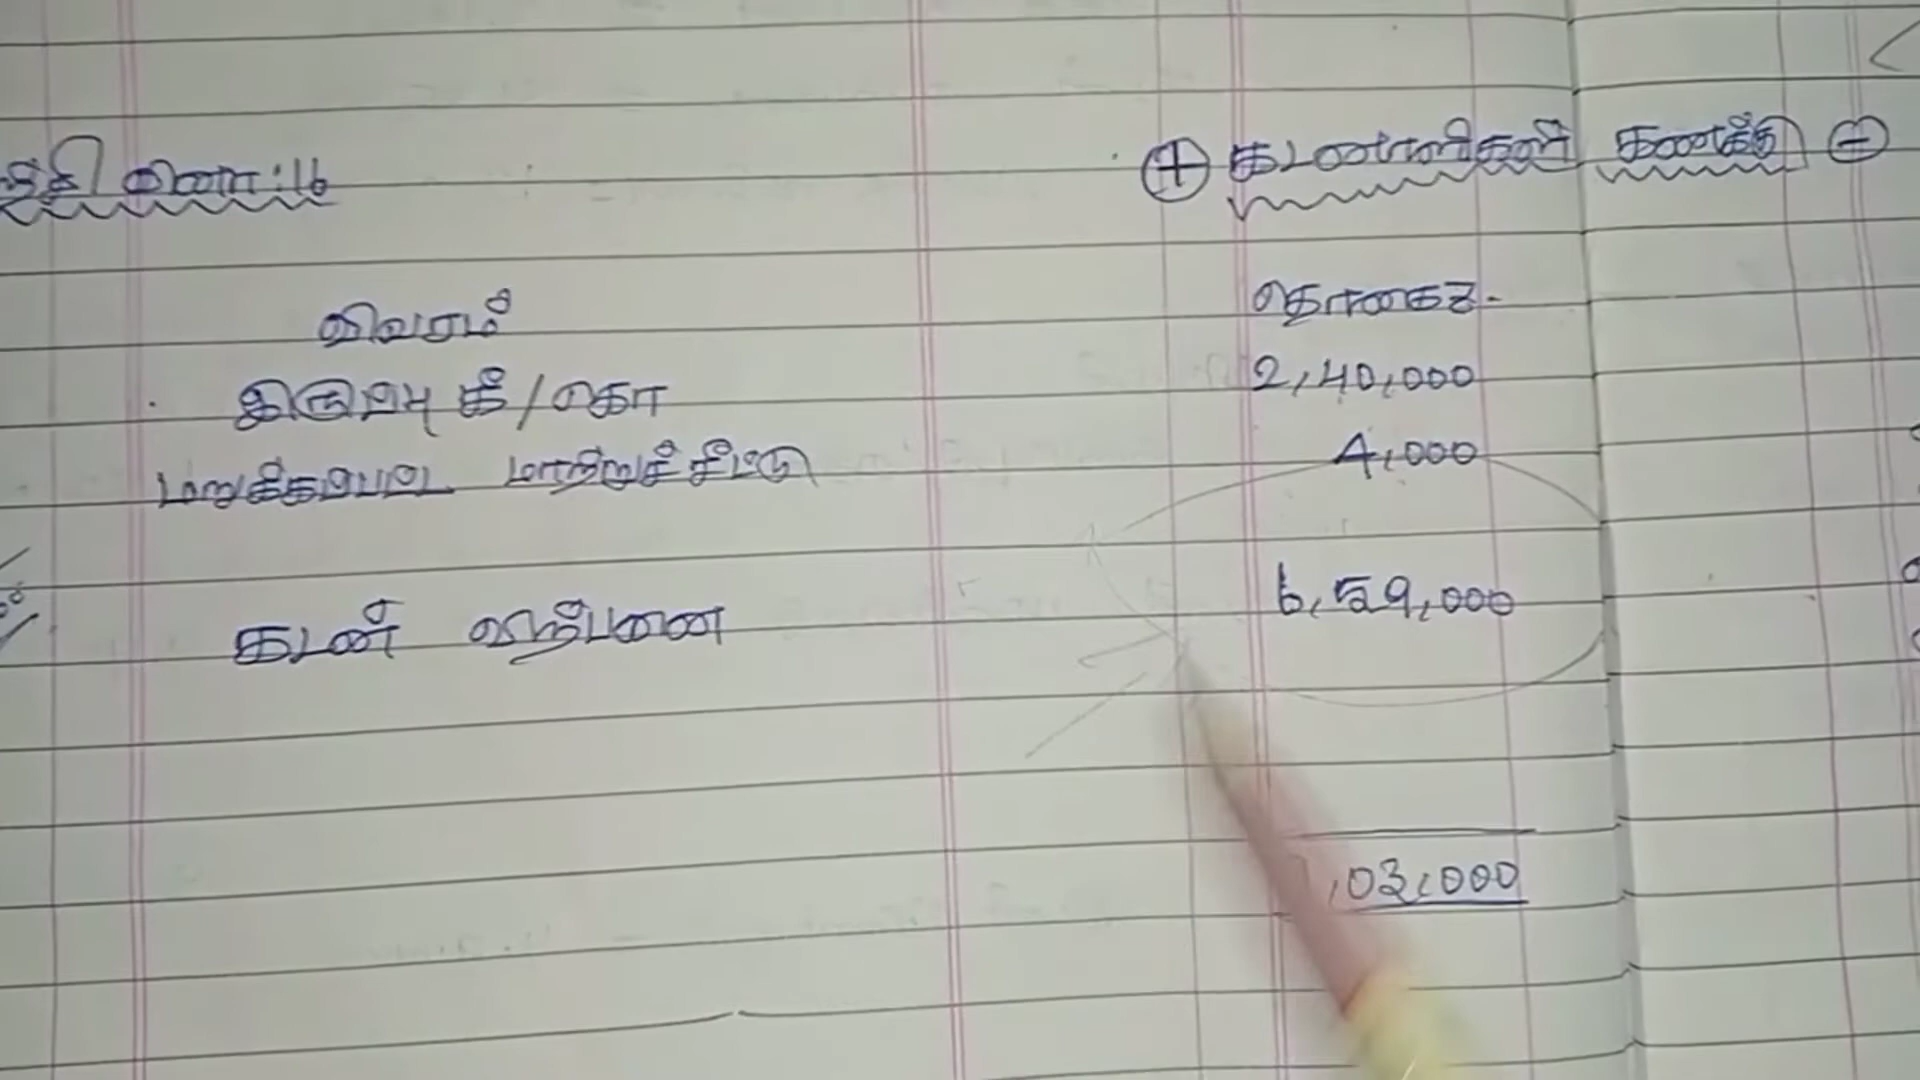 ⊕ கடனாளிகள் கணக்கு ⊖
விவரம் தொகை
இருப்பு கீ/கொ 2,40,000
மறுக்கப்பட்ட மாற்றுச் சீட்டு 4,000
கடன் விற்பனை 6,59,000
,03,000